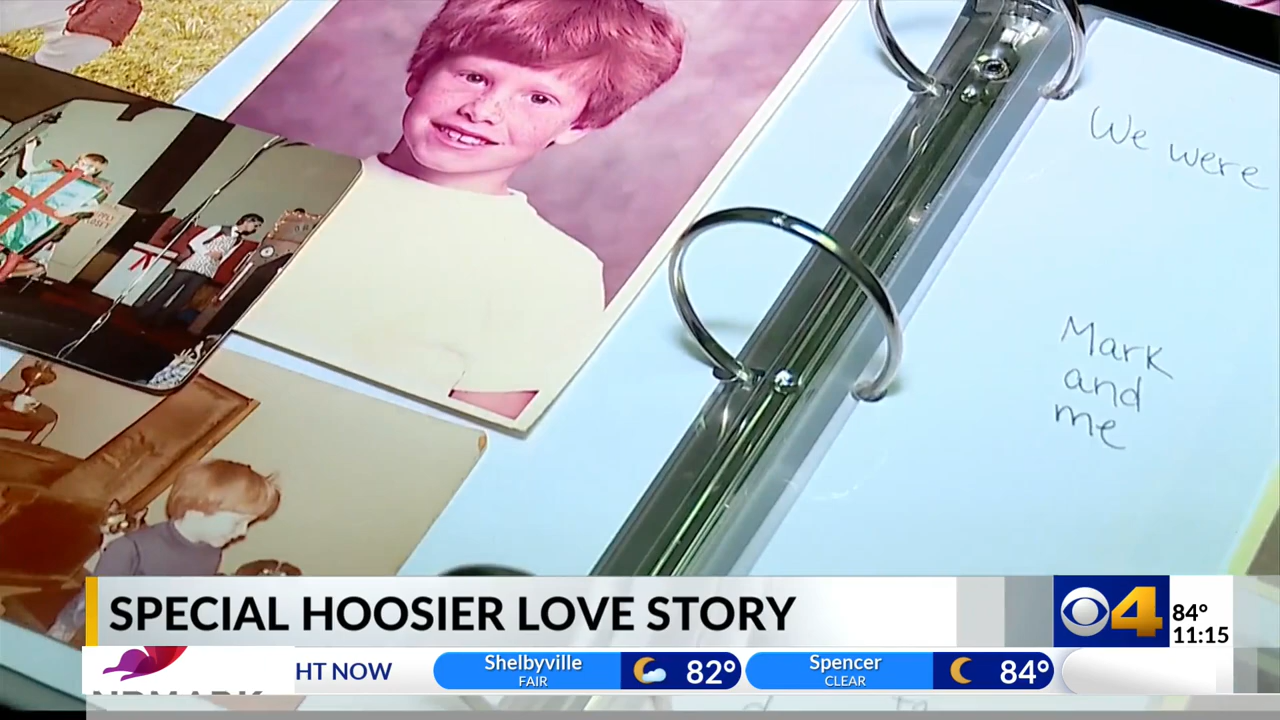 We were
Mark
and
me
SPECIAL HOOSIER LOVE STORY
4
84°
11:15
HT NOW
Shelbyville
FAIR
82°
Spencer
CLEAR
84°